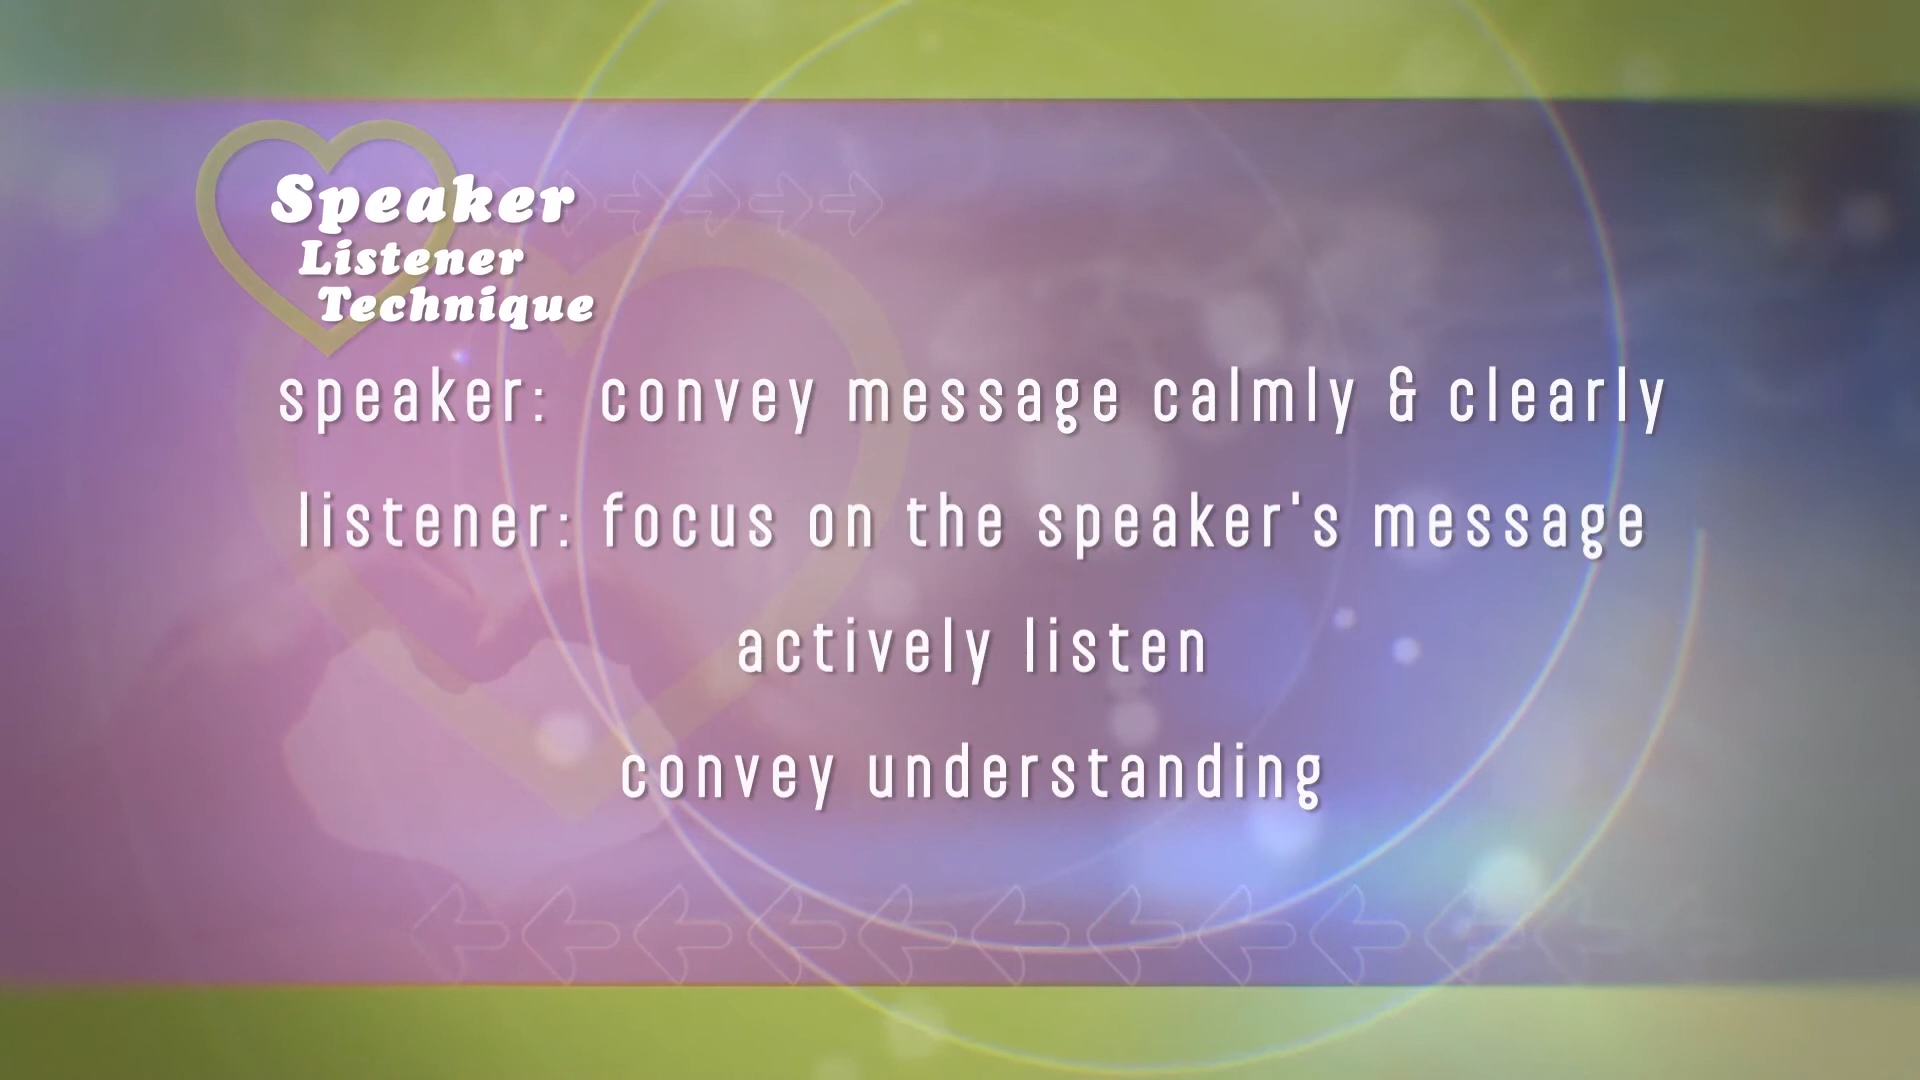 Speaker
Listener
Technique
speaker: convey message calmly & clearly
listener: focus on the speaker's message
actively listen
convey understanding